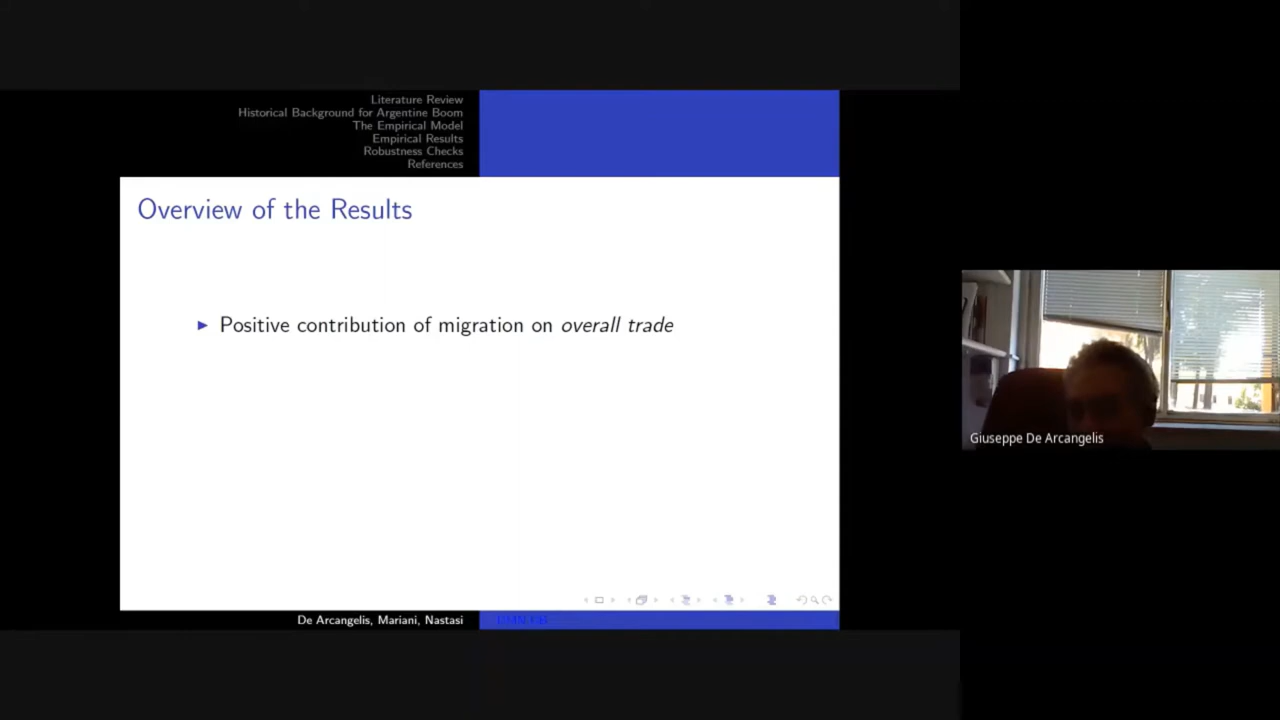 Literature Review
Historical Background for Argentine Boom
The Empirical Model
Empirical Results
Robustness Checks
References
Overview of the Results
Positive contribution of migration on overall trade
De Arcangelis, Mariani, Nastasi
Giuseppe De Arcangelis